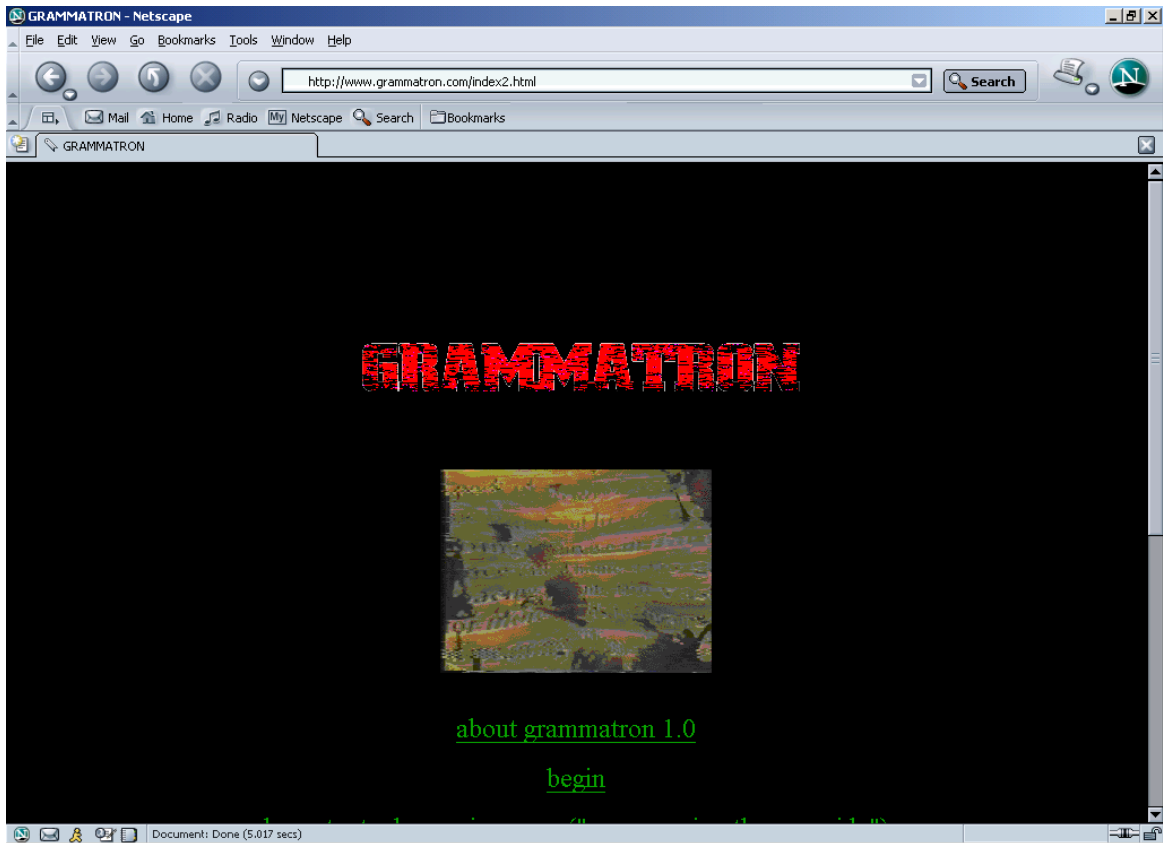 GRAMMATRON - Netscape
File Edit View Go Bookmarks Tools Window Help
http://www.grammatron.com/index2.html Search N
Mail Home Radio My Netscape Search Bookmarks
GRAMMATRON
GRAMMATRON
about grammatron 1.0
begin
Document: Done (5.017 secs)